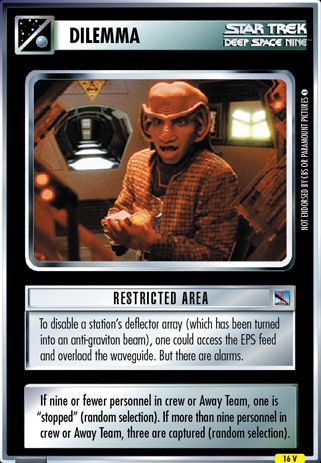 DILEMMA
STAR TREK
DEEP SPACE NINE
NOT ENDORSED BY CBS OR PARAMOUNT PICTURES
RESTRICTED AREA
To disable a station's deflector array (which has been turned
into an anti-graviton beam), one could access the EPS feed
and overload the waveguide. But there are alarms.
If nine or fewer personnel in crew or Away Team, one is
"stopped" (random selection). If more than nine personnel in
crew or Away Team, three are captured (random selection).
16 V